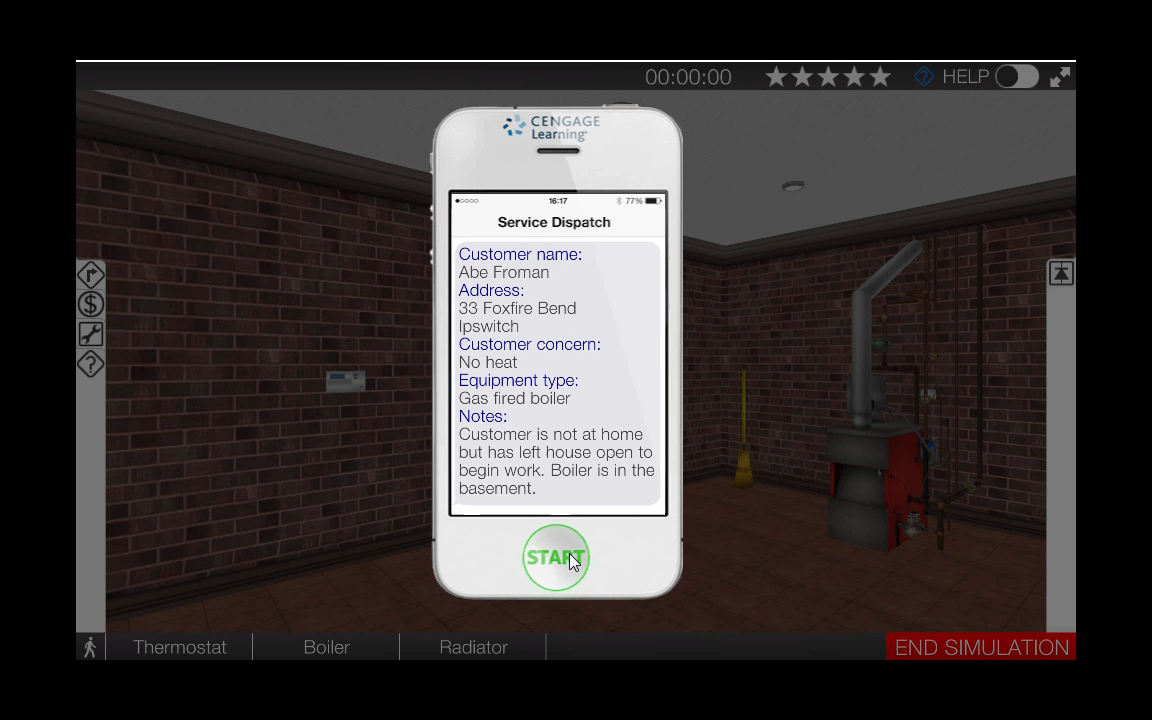 00:00:00
HELP
CENGAGE
Learning®
16:17
77%
Service Dispatch
Customer name:
Abe Froman
Address:
33 Foxfire Bend
Ipswitch
Customer concern:
No heat
Equipment type:
Gas fired boiler
Notes:
Customer is not at home
but has left house open to
begin work. Boiler is in the
basement.
START
Thermostat
Boiler
Radiator
END SIMULATION